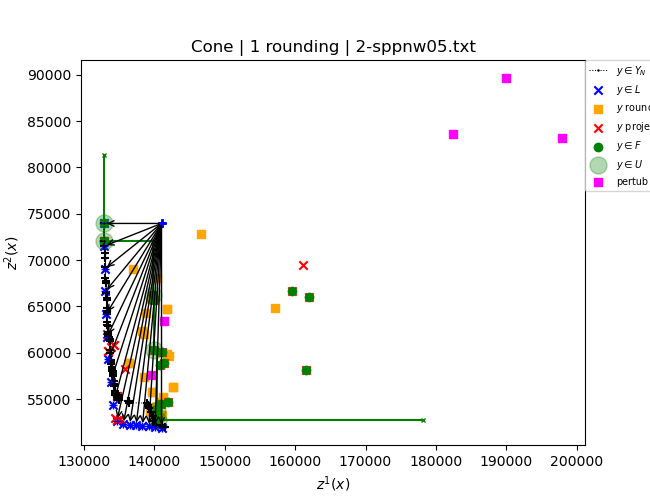 Cone | 1 rounding | 2-sppnw05.txt
90000
85000
80000
75000
70000
65000
60000
55000
z²(x)
130000 140000 150000 160000 170000 180000 190000 200000
z¹(x)
y ∈ Y_N
y ∈ L
y roun
y proje
y ∈ F
y ∈ U
pertub